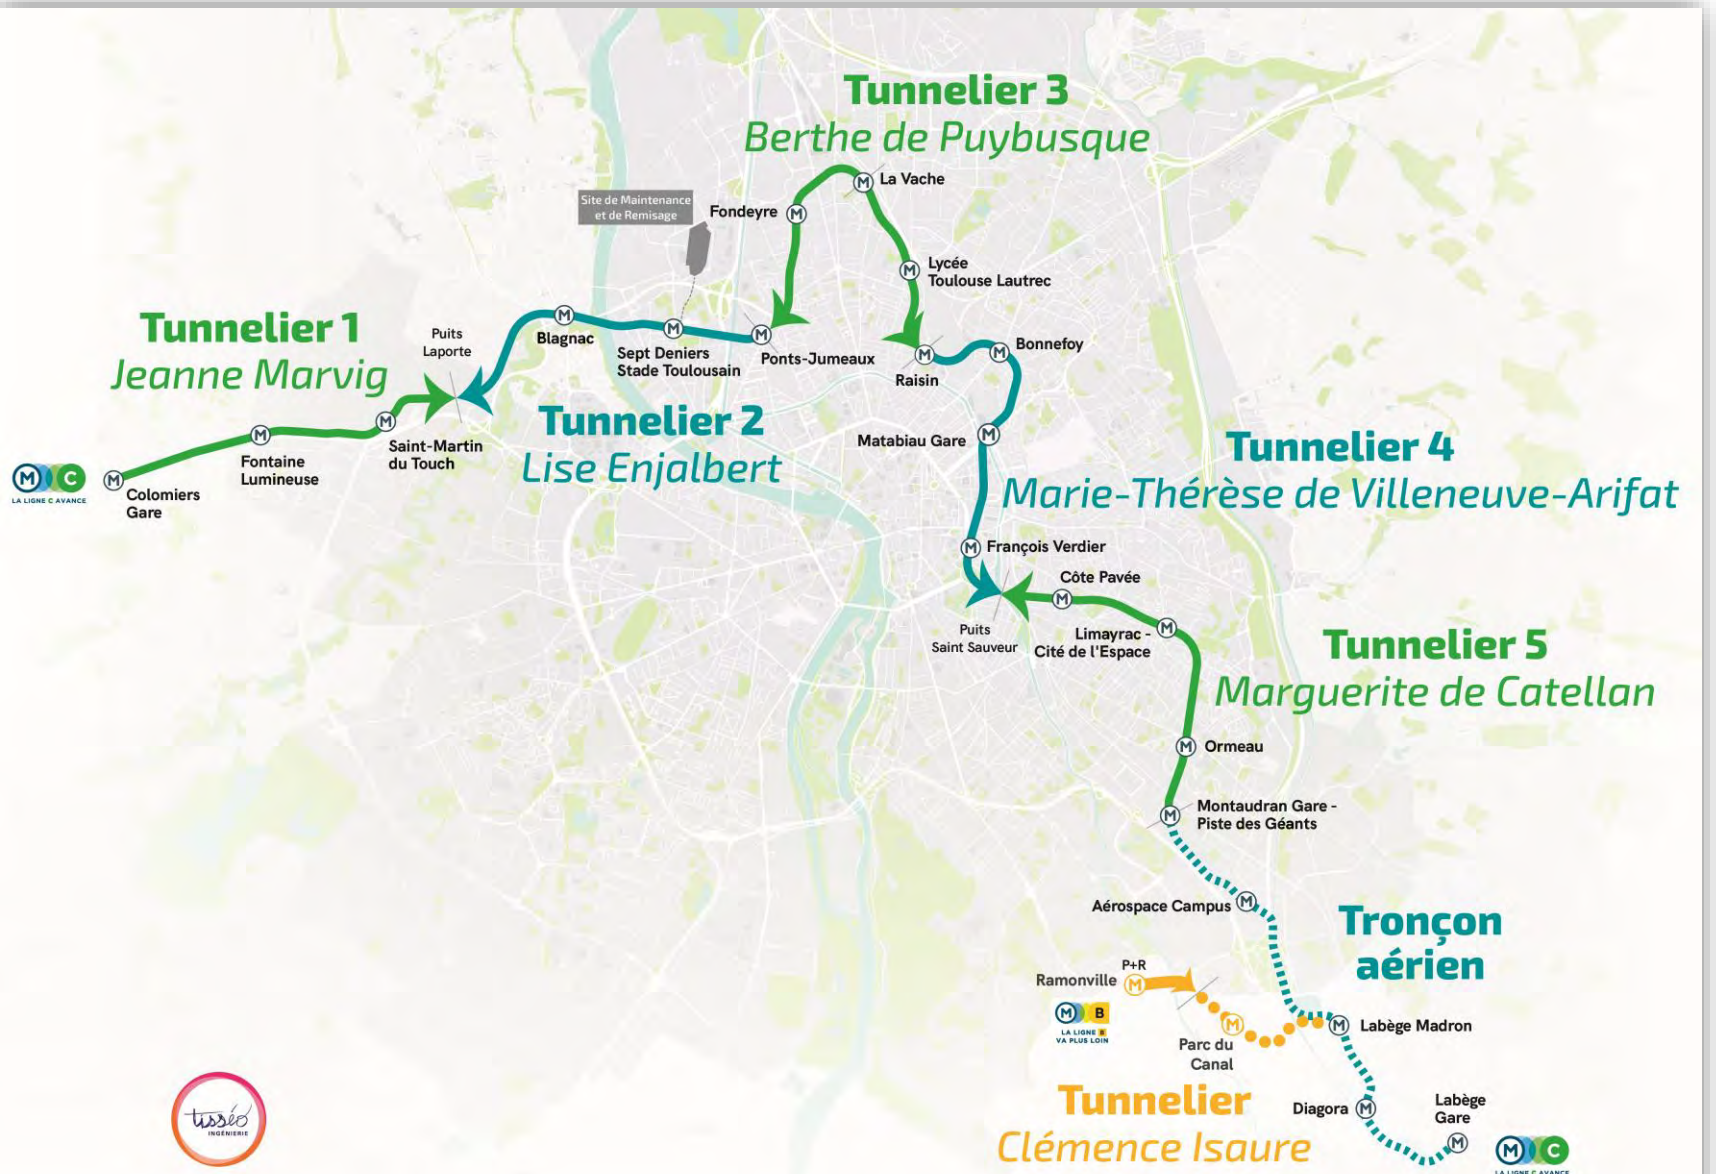 Tunnelier 3
Berthe de Puybusque
La Vache
Site de Maintenance
et de Remisage
Fondeyre
M
M
Lycée
Toulouse Lautrec
M
Tunnelier 1
Jeanne Marvig
Puits
Laporte
M
Blagnac
M
Sept Deniers
Stade Toulousain
M
Ponts-Jumeaux
M
Raisin
M
Bonnefoy
Tunnelier 2
Lise Enjalbert
M
Saint-Martin
du Touch
M
Fontaine
Lumineuse
M C
LA LIGNE C AVANCE
M
Colomiers
Gare
Matabiau Gare
M
Tunnelier 4
Marie-Thérèse de Villeneuve-Arifat
M
François Verdier
Côte Pavée
M
Puits
Saint Sauveur
Limayrac -
Cité de l'Espace
M
Tunnelier 5
Marguerite de Catellan
M
Ormeau
M
Montaudran Gare -
Piste des Géants
Aérospace Campus
M
Tronçon
aérien
Ramonville
P+R
M
M B
LA LIGNE B
VA PLUS LOIN
M
Parc du
Canal
M
Labège Madron
Tunnelier
Clémence Isaure
Diagora
M
Labège
Gare
M
M C
LA LIGNE C AVANCE
tisséo
INGÉNIERIE